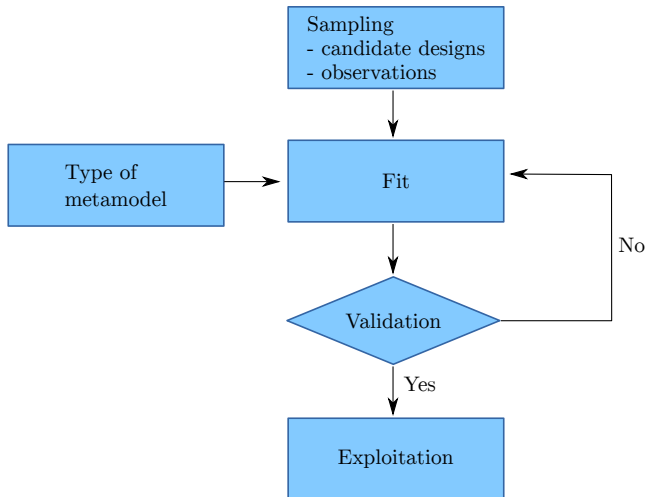 Sampling
- candidate designs
- observations
Type of
metamodel
Fit
No
Validation
Yes
Exploitation